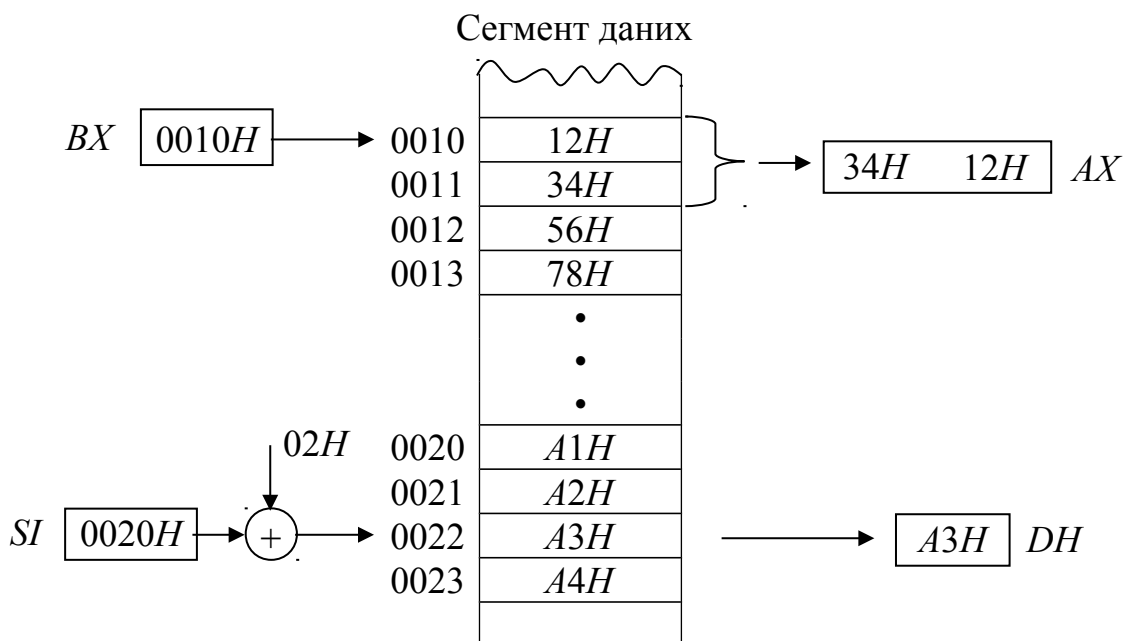 Сегмент даних
BX 0010H 0010 12H 34H 12H AX
0011 34H
0012 56H
0013 78H
•
•
•
02H 0020 A1H
0021 A2H
SI 0020H + 0022 A3H A3H DH
0023 A4H